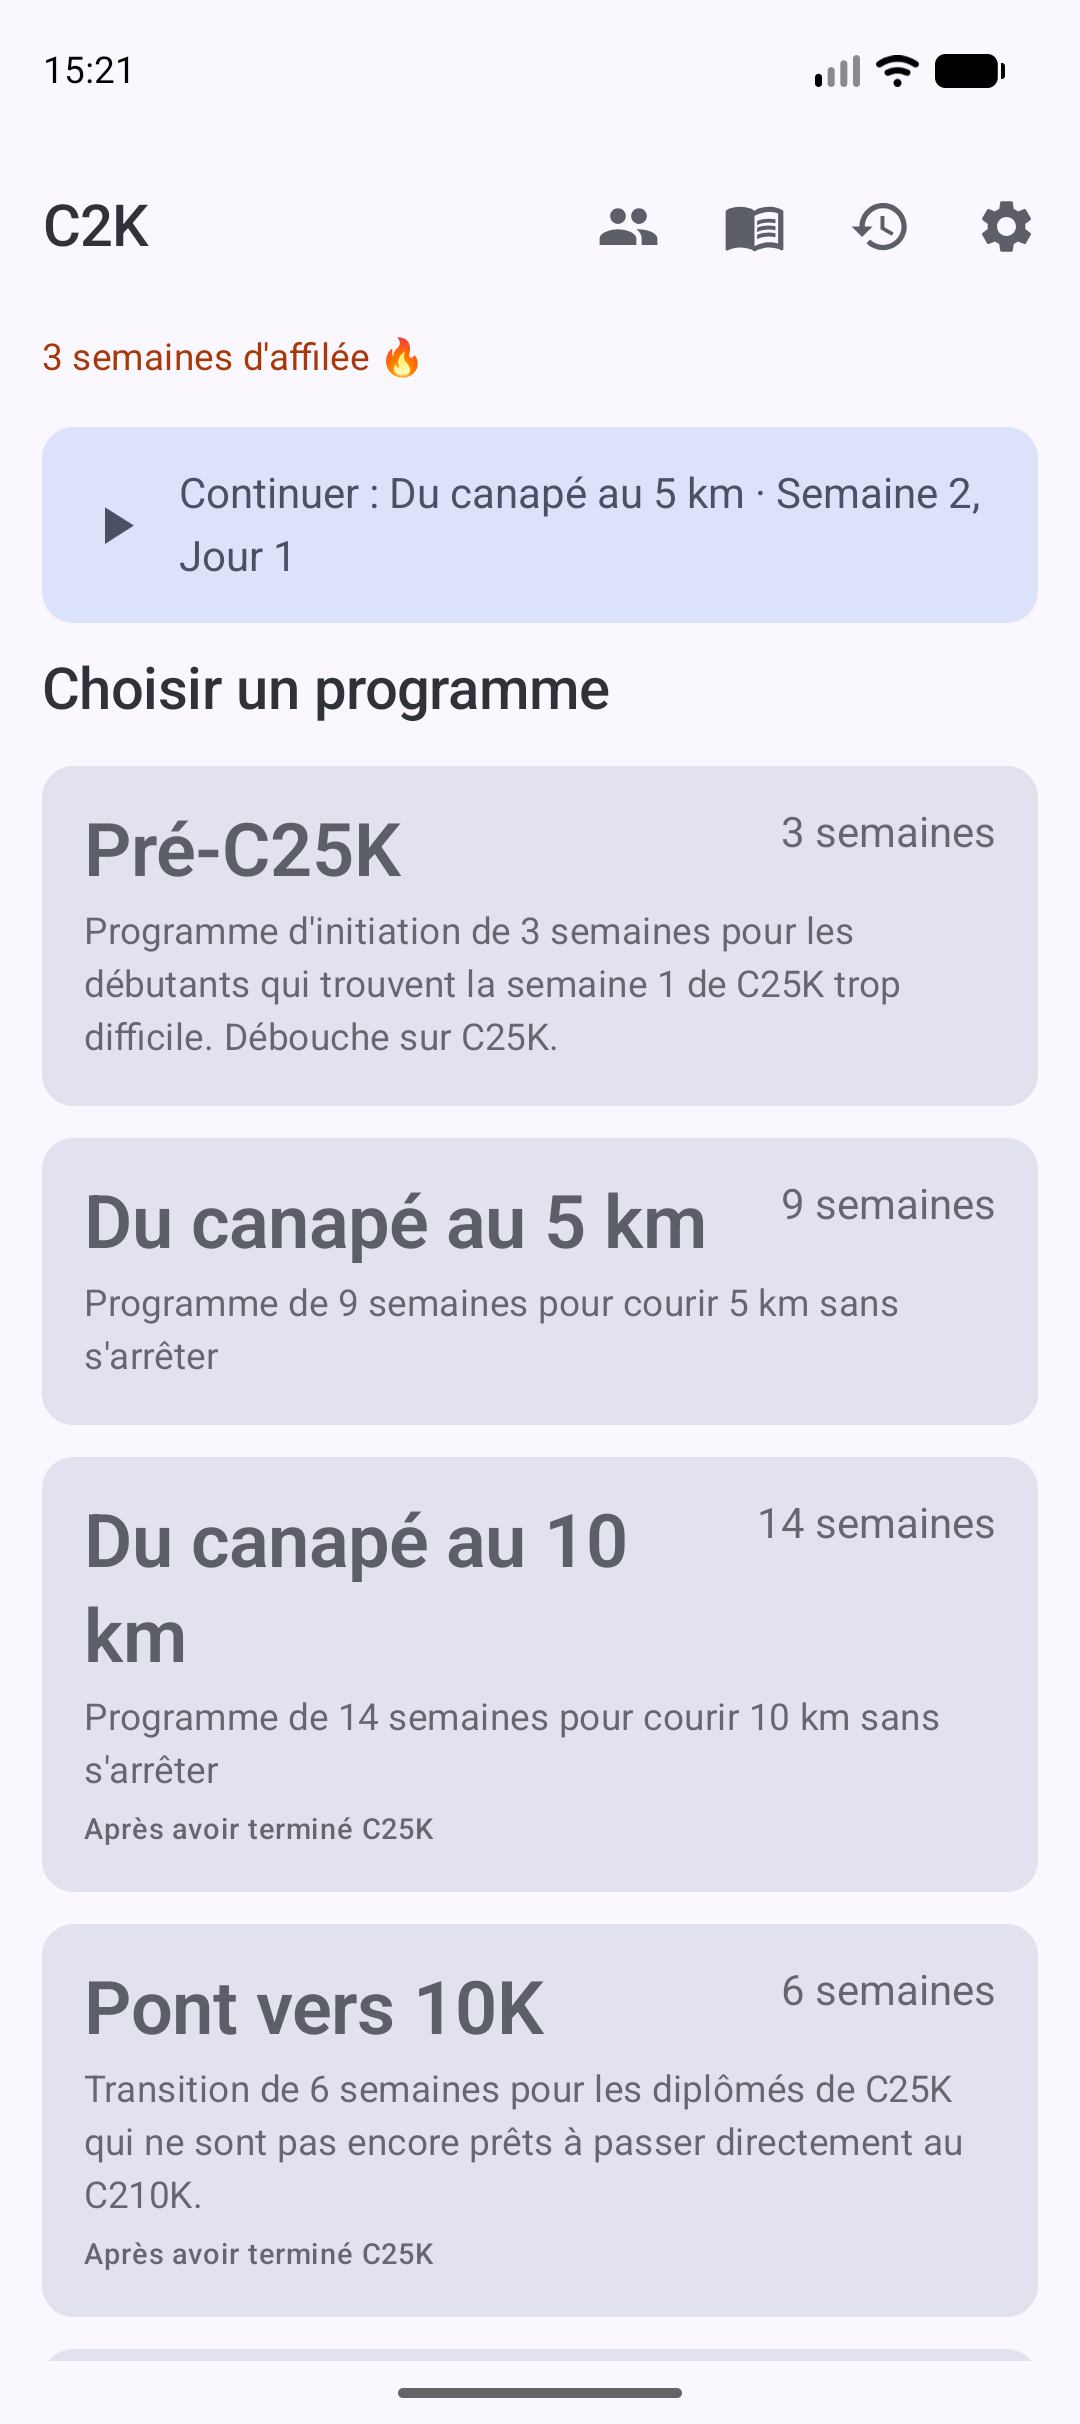 15:21
C2K
3 semaines d'affilée 🔥
Continuer : Du canapé au 5 km · Semaine 2,
Jour 1
Choisir un programme
Pré-C25K
3 semaines
Programme d'initiation de 3 semaines pour les
débutants qui trouvent la semaine 1 de C25K trop
difficile. Débouche sur C25K.
Du canapé au 5 km
9 semaines
Programme de 9 semaines pour courir 5 km sans
s'arrêter
Du canapé au 10
km
14 semaines
Programme de 14 semaines pour courir 10 km sans
s'arrêter
Après avoir terminé C25K
Pont vers 10K
6 semaines
Transition de 6 semaines pour les diplômés de C25K
qui ne sont pas encore prêts à passer directement au
C210K.
Après avoir terminé C25K